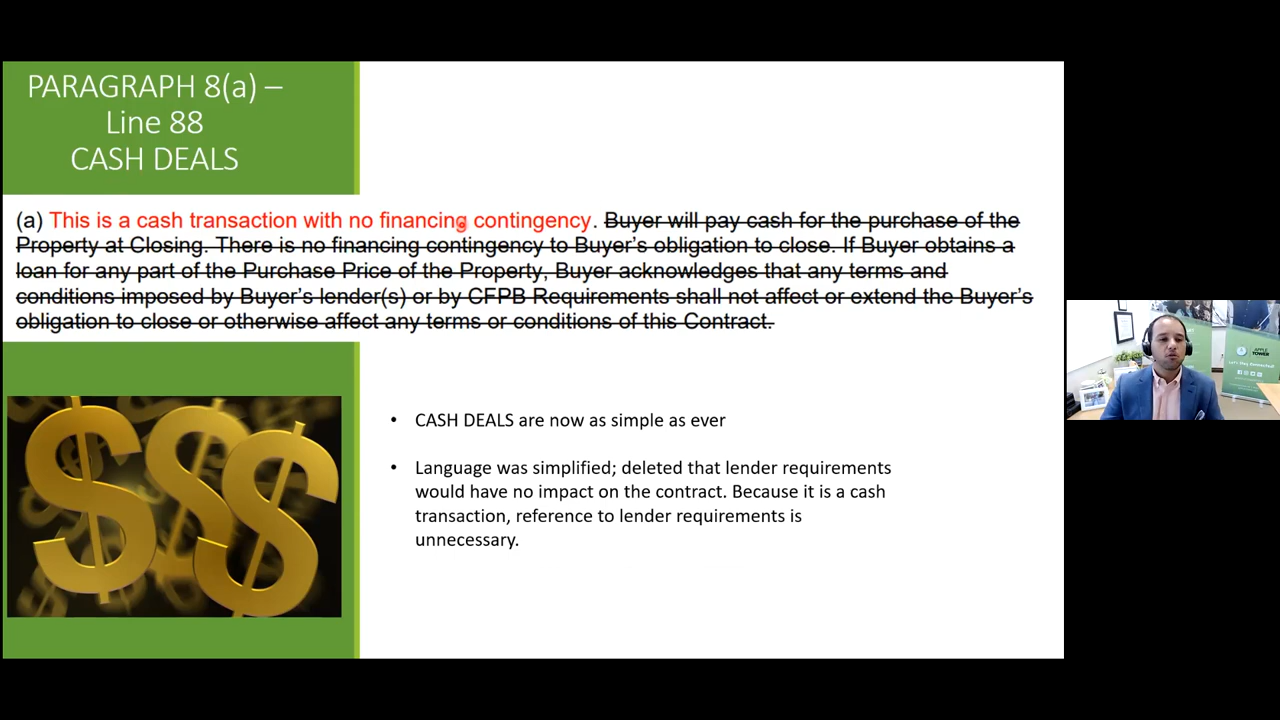 PARAGRAPH 8(a) –
Line 88
CASH DEALS
(a) This is a cash transaction with no financing contingency. Buyer will pay cash for the purchase of the
Property at Closing. There is no financing contingency to Buyer's obligation to close. If Buyer obtains a
loan for any part of the Purchase Price of the Property, Buyer acknowledges that any terms and
conditions imposed by Buyer's lender(s) or by CFPB Requirements shall not affect or extend the Buyer's
obligation to close or otherwise affect any terms or conditions of this Contract.
• CASH DEALS are now as simple as ever
• Language was simplified; deleted that lender requirements
would have no impact on the contract. Because it is a cash
transaction, reference to lender requirements is
unnecessary.
APPLE
TOWER
Let's Stay Connected!